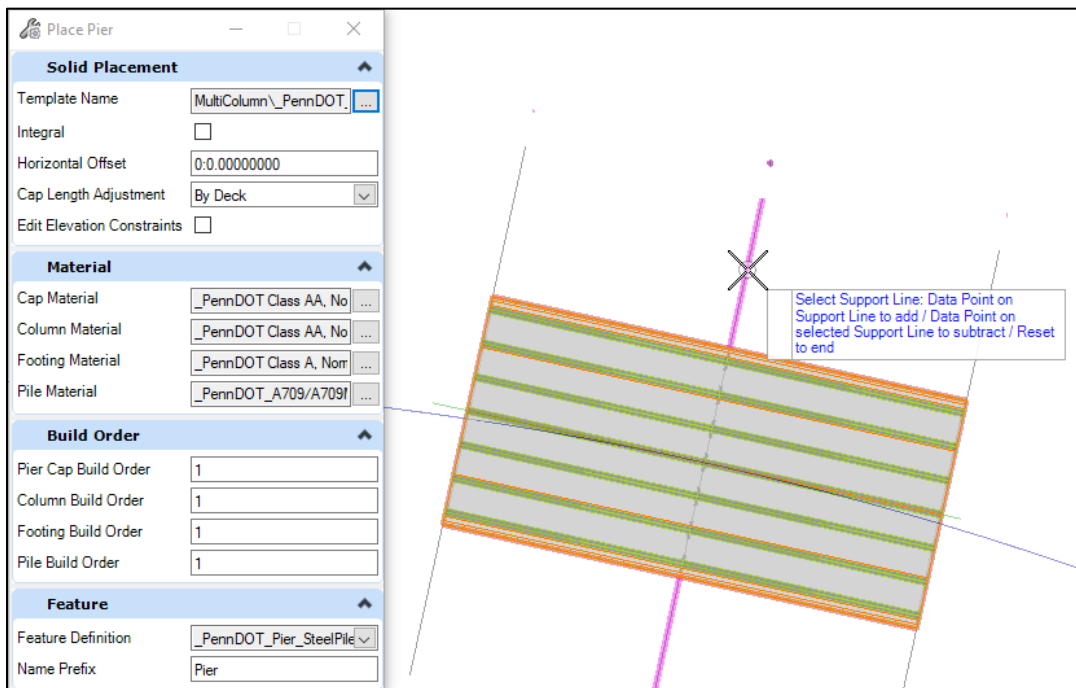 Place Pier
Solid Placement
Template Name MultiColumn\_PennDOT_ ...
Integral
Horizontal Offset 0:0.00000000
Cap Length Adjustment By Deck
Edit Elevation Constraints
Material
Cap Material _PennDOT Class AA, No ...
Column Material _PennDOT Class AA, No ...
Footing Material _PennDOT Class A, Nom ...
Pile Material _PennDOT_A709/A709M ...
Build Order
Pier Cap Build Order 1
Column Build Order 1
Footing Build Order 1
Pile Build Order 1
Feature
Feature Definition _PennDOT_Pier_SteelPile
Name Prefix Pier
Select Support Line: Data Point on
Support Line to add / Data Point on
selected Support Line to subtract / Reset
to end